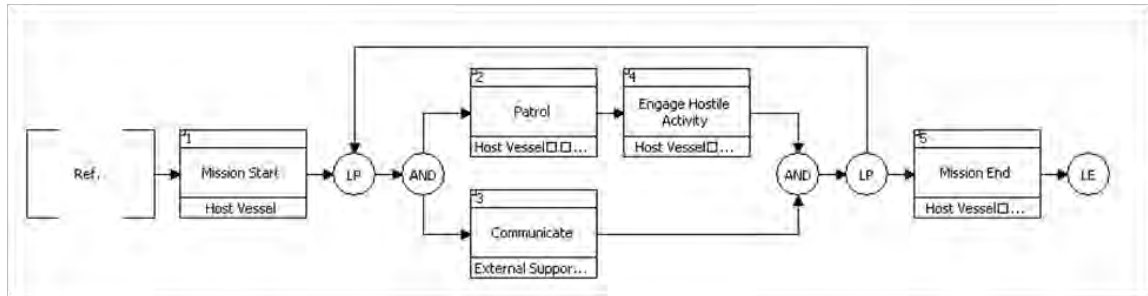 2
Patrol
Host Vessel□□...
4
Engage Hostile
Activity
Host Vessel□...
Ref.
1
Mission Start
Host Vessel
LP
AND
3
Communicate
External Suppor...
AND
LP
5
Mission End
Host Vessel□...
LE